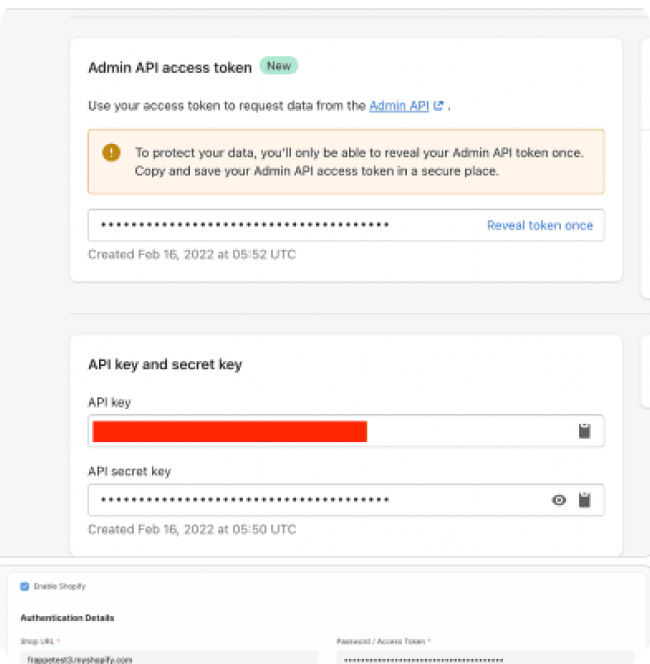 Admin API access token New
Use your access token to request data from the Admin API .
To protect your data, you'll only be able to reveal your Admin API token once.
Copy and save your Admin API access token in a secure place.
•••••••••••••••••••••••••••••••••••••• Reveal token once
Created Feb 16, 2022 at 05:52 UTC
API key and secret key
API key
API secret key
••••••••••••••••••••••••••••••••••••••
Created Feb 16, 2022 at 05:50 UTC
Enable Shopify
Authentication Details
Shop URL * Password / Access Token *
frappetest3.myshopify.com ••••••••••••••••••••••••••••••••••••••